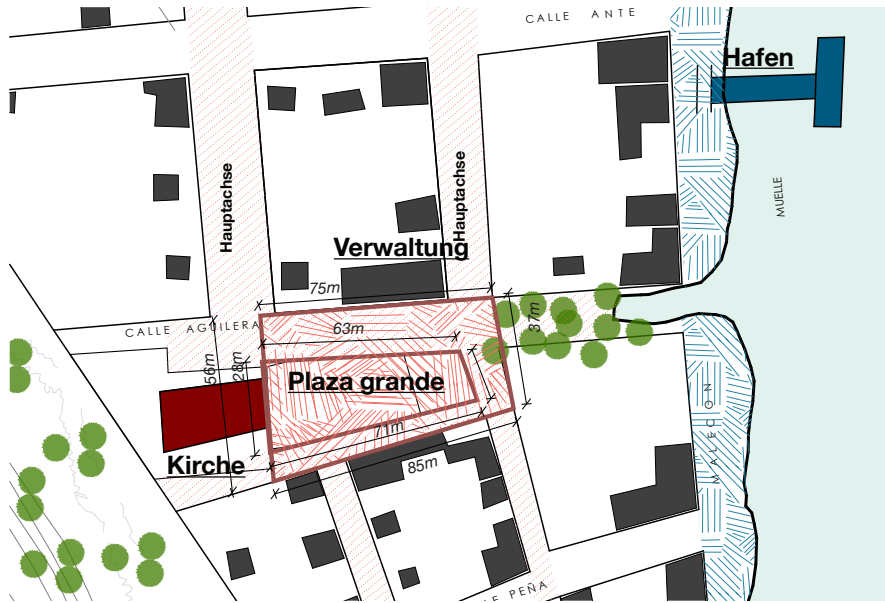 CALLE ANTE
Hafen
Hauptachse
Hauptachse
MUELLE
Verwaltung
75m
CALLE AGUILERA
63m
37m
56m
28m
Plaza grande
MALECON
71m
Kirche
85m
PEÑA